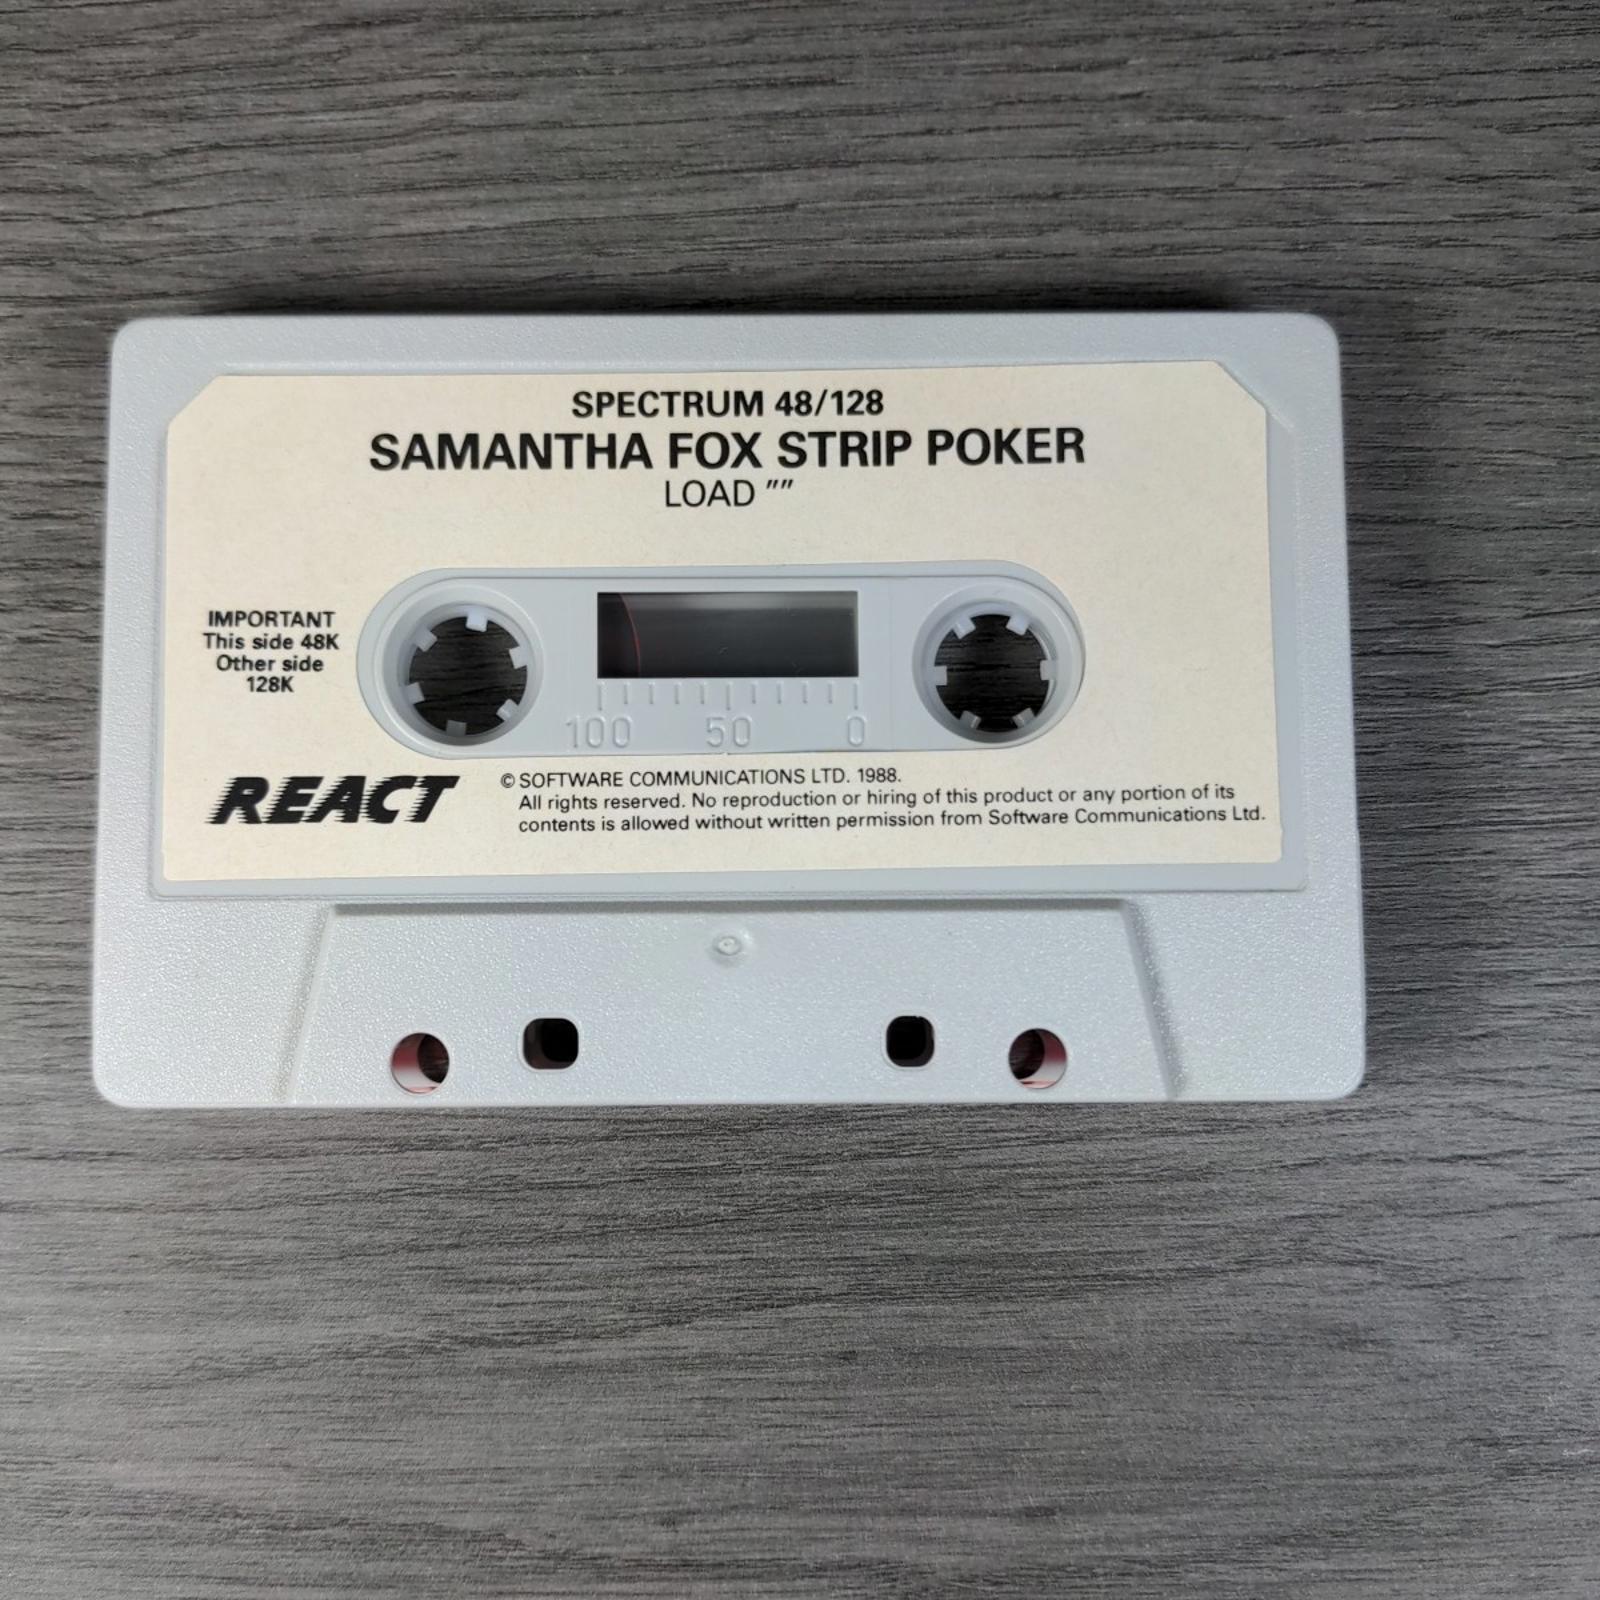 SPECTRUM 48/128
SAMANTHA FOX STRIP POKER
LOAD ""
IMPORTANT
This side 48K
Other side
128K
100 50 0
REACT
© SOFTWARE COMMUNICATIONS LTD. 1988.
All rights reserved. No reproduction or hiring of this product or any portion of its
contents is allowed without written permission from Software Communications Ltd.